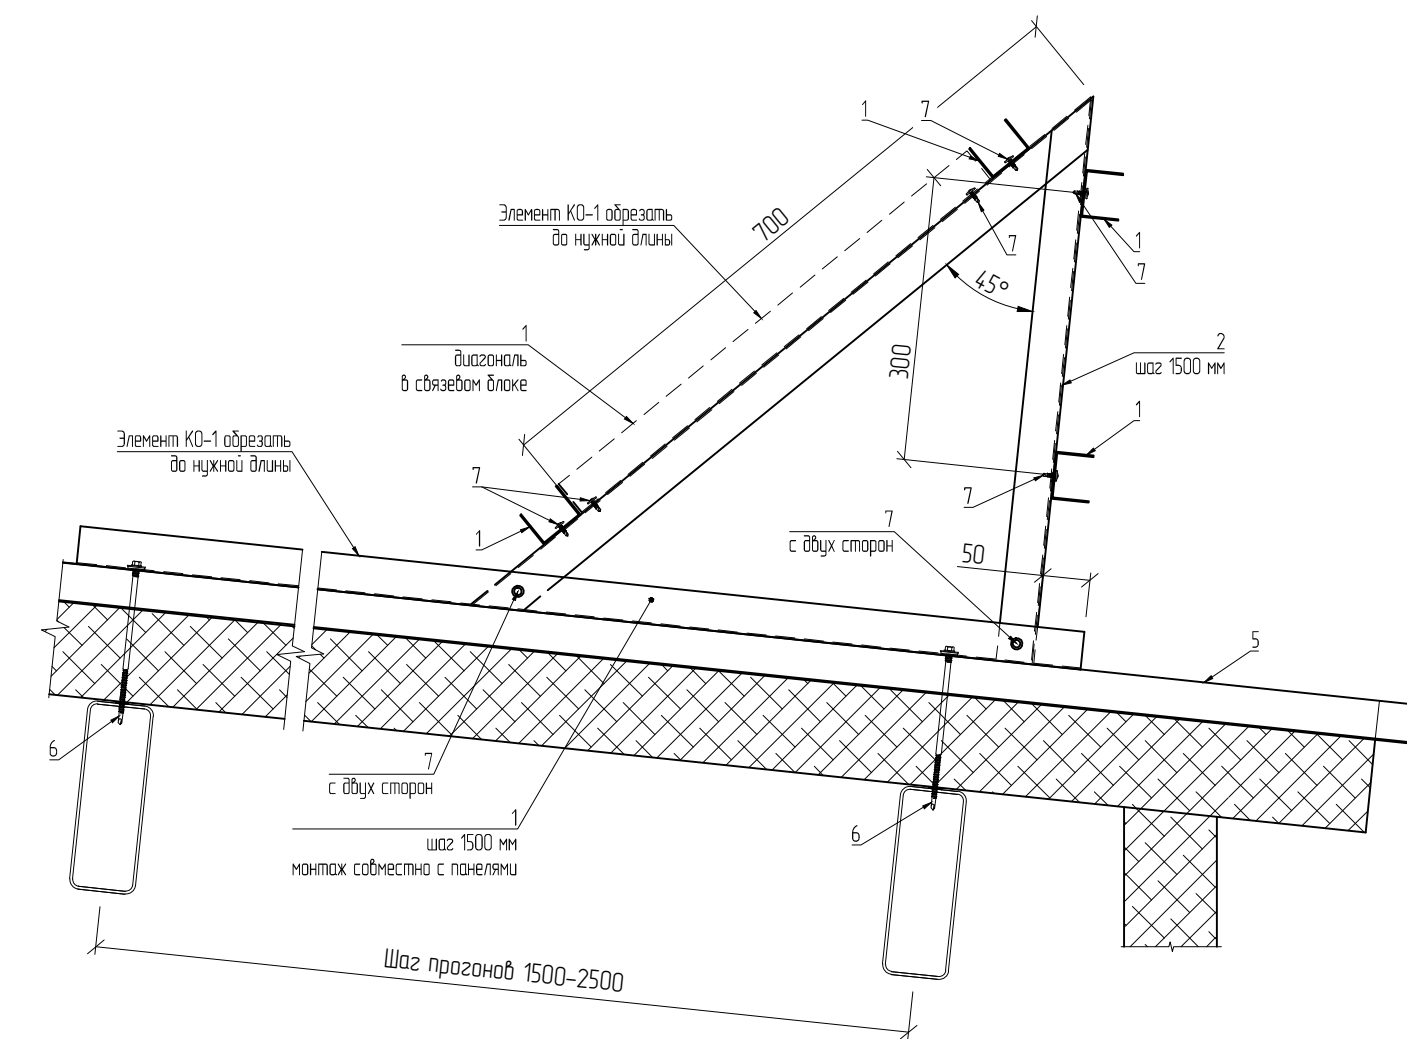 1
7
700
Элемент КО-1 обрезать
до нужной длины
7
1
7
45°
1
диагональ
в связевом блоке
300
2
шаг 1500 мм
1
Элемент КО-1 обрезать
до нужной длины
7
7
1
7
с двух сторон
50
5
6
7
с двух сторон
1
шаг 1500 мм
монтаж совместно с панелями
6
Шаг прогонов 1500-2500